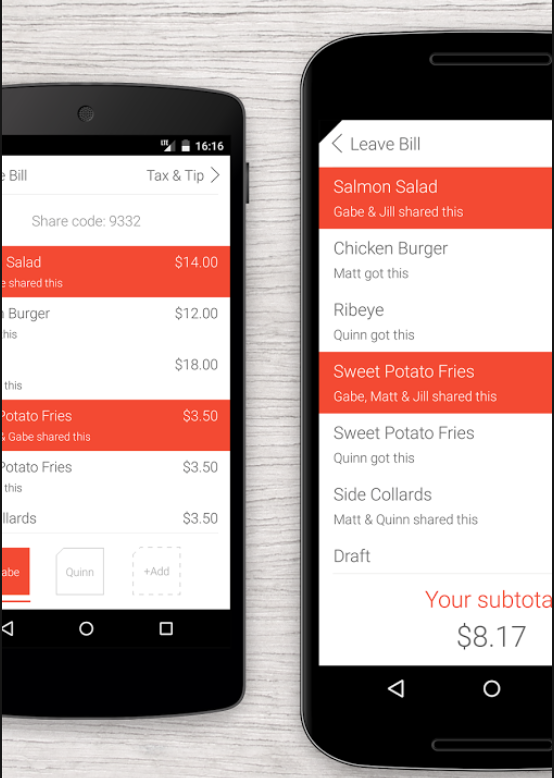 LTE 16:16
e Bill Tax & Tip
Share code: 9332
Salad $14.00
e shared this
Burger $12.00
his
$18.00
this
Potato Fries $3.50
& Gabe shared this
Potato Fries $3.50
this
llards $3.50
abe Quinn +Add
Leave Bill
Salmon Salad
Gabe & Jill shared this
Chicken Burger
Matt got this
Ribeye
Quinn got this
Sweet Potato Fries
Gabe, Matt & Jill shared this
Sweet Potato Fries
Quinn got this
Side Collards
Matt & Quinn shared this
Draft
Your subtota
$8.17